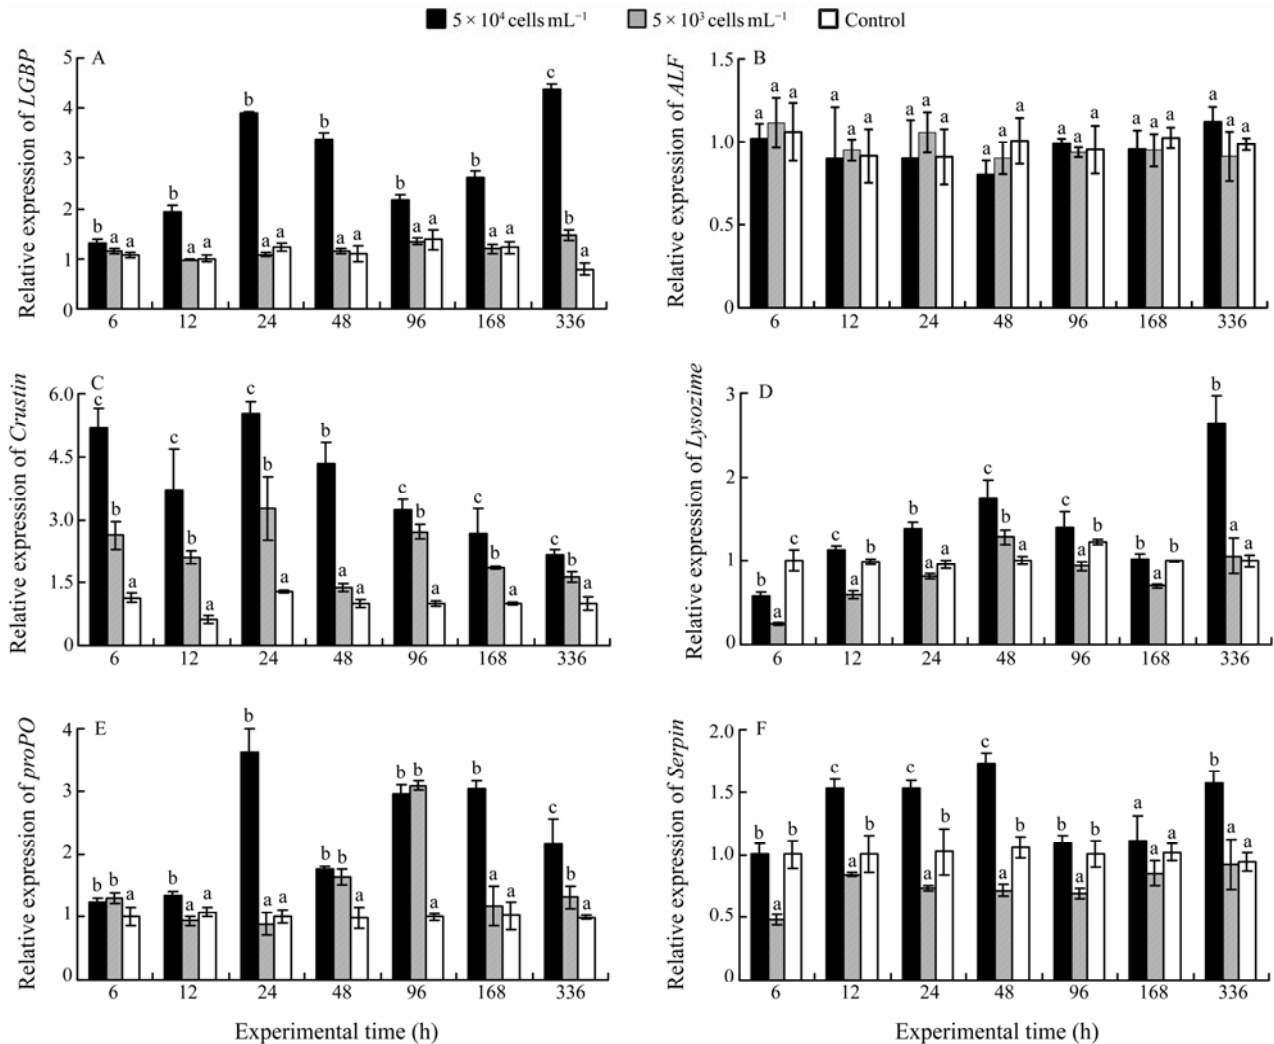 5 × 10⁴ cells mL⁻¹ 5 × 10³ cells mL⁻¹ Control
A
Relative expression of LGBP
5
4
3
2
1
0
b a a b a a b a a b a a b a a b a a c b a
6 12 24 48 96 168 336
B
Relative expression of ALF
1.5
1.0
0.5
0
a a a a a a a a a a a a a a a a a a a a a
6 12 24 48 96 168 336
C
Relative expression of Crustin
6.0
4.5
3.0
1.5
0
c b a c b a c b a b a a c b a c b a c b a
6 12 24 48 96 168 336
D
Relative expression of Lysozime
3
2
1
0
b a c c a b b a a c b a c a b b a b b a a
6 12 24 48 96 168 336
E
Relative expression of proPO
4
3
2
1
0
b b a b a a b a a b b a b b a b a a c b a
6 12 24 48 96 168 336
Experimental time (h)
F
Relative expression of Serpin
2.0
1.5
1.0
0.5
0
b a b c a b c a b c a b b a b a a a b a a
6 12 24 48 96 168 336
Experimental time (h)